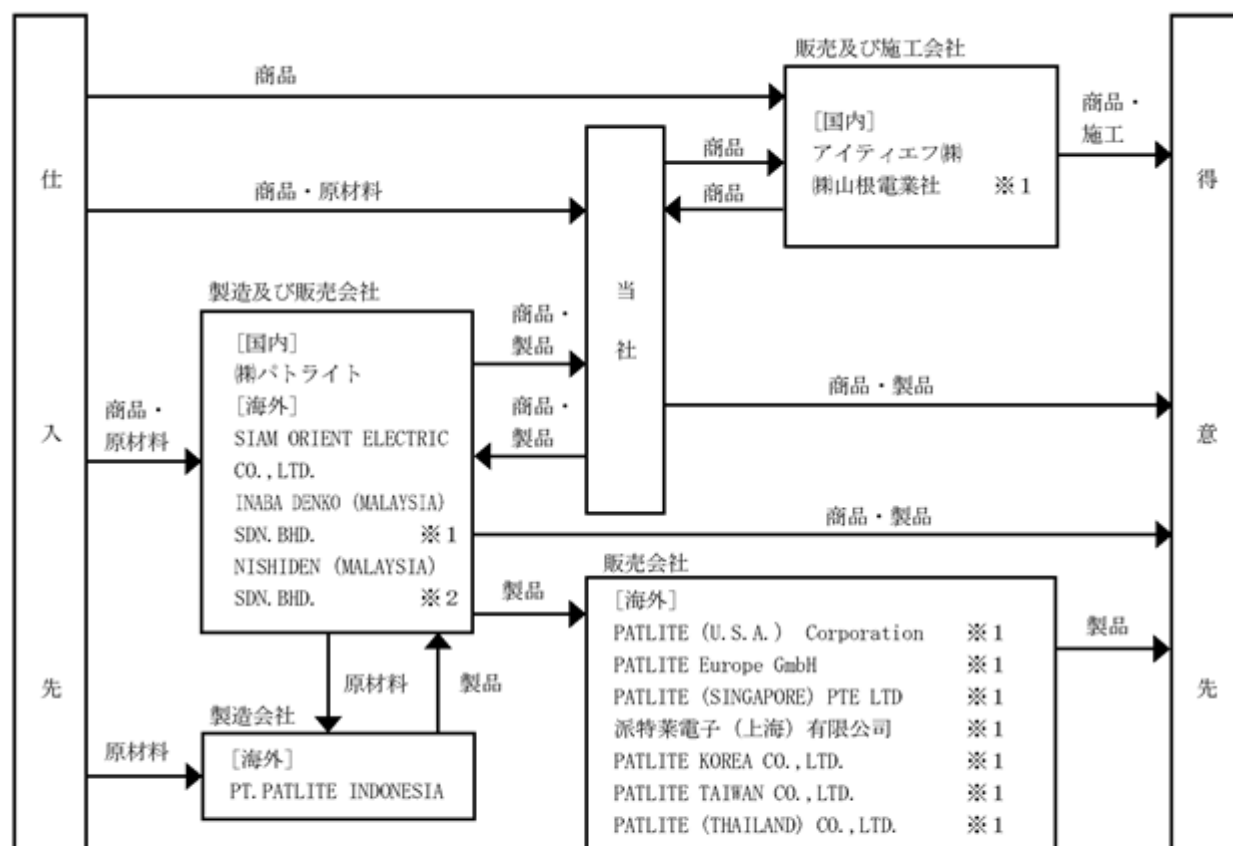 販売及び施工会社
商品
商品・
施工
[国内]
アイティエフ㈱
㈱山根電業社 ※1
商品
商品
仕入先
商品・原材料
当社
得意先
製造及び販売会社
[国内]
㈱パトライト
[海外]
SIAM ORIENT ELECTRIC
CO.,LTD.
INABA DENKO (MALAYSIA)
SDN.BHD. ※1
NISHIDEN (MALAYSIA)
SDN.BHD. ※2
商品・
製品
商品・
製品
商品・
原材料
商品・製品
商品・製品
製品
販売会社
[海外]
PATLITE (U.S.A.) Corporation ※1
PATLITE Europe GmbH ※1
PATLITE (SINGAPORE) PTE LTD ※1
派特莱電子(上海)有限公司 ※1
PATLITE KOREA CO.,LTD. ※1
PATLITE TAIWAN CO.,LTD. ※1
PATLITE (THAILAND) CO.,LTD. ※1
製品
原材料
製品
製造会社
原材料
[海外]
PT.PATLITE INDONESIA